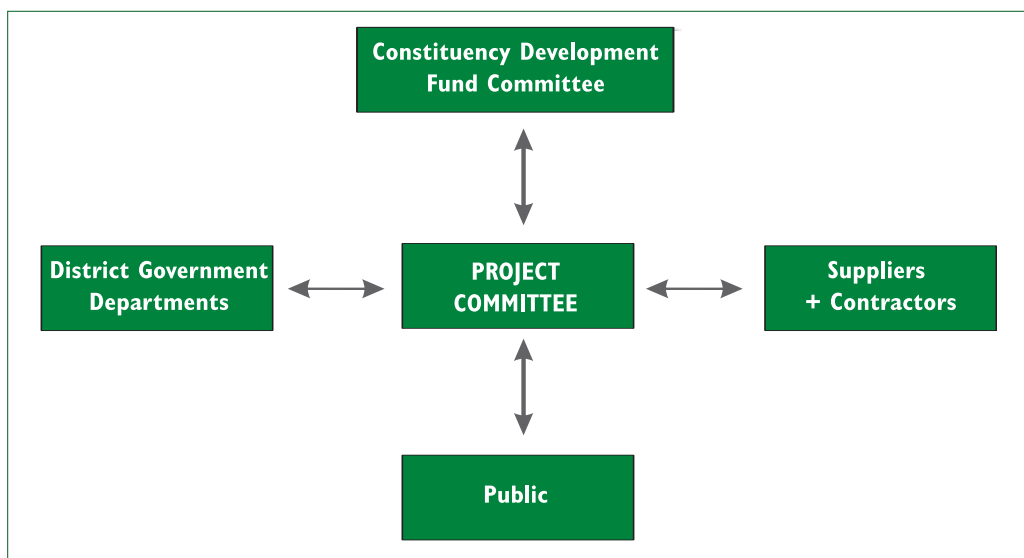 Constituency Development
Fund Committee
District Government
Departments
PROJECT
COMMITTEE
Suppliers
+ Contractors
Public